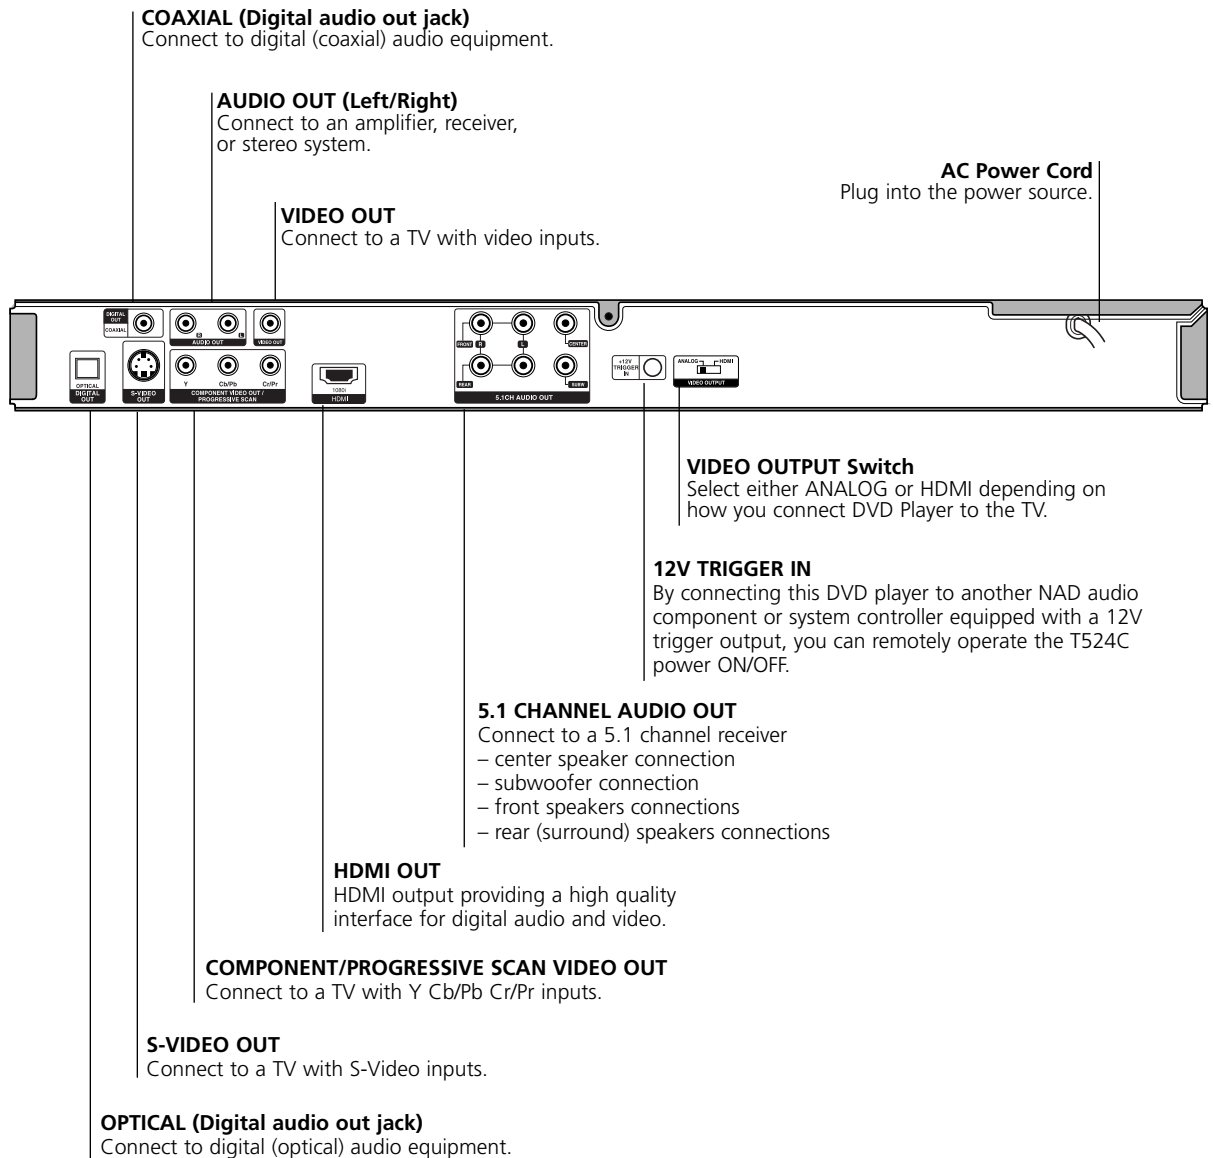 COAXIAL (Digital audio out jack)
Connect to digital (coaxial) audio equipment.
AUDIO OUT (Left/Right)
Connect to an amplifier, receiver,
or stereo system.
AC Power Cord
Plug into the power source.
VIDEO OUT
Connect to a TV with video inputs.
DIGITAL
OUT
COAXIAL
R
L
AUDIO OUT
VIDEO OUT
OPTICAL
DIGITAL
OUT
S-VIDEO
OUT
Y
Cb/Pb
Cr/Pr
COMPONENT VIDEO OUT /
PROGRESSIVE SCAN
1080i
HDMI
FRONT
R
L
CENTER
REAR
SUBW
5.1CH AUDIO OUT
+12V
TRIGGER
IN
ANALOG
HDMI
VIDEO OUTPUT
VIDEO OUTPUT Switch
Select either ANALOG or HDMI depending on
how you connect DVD Player to the TV.
12V TRIGGER IN
By connecting this DVD player to another NAD audio
component or system controller equipped with a 12V
trigger output, you can remotely operate the T524C
power ON/OFF.
5.1 CHANNEL AUDIO OUT
Connect to a 5.1 channel receiver
– center speaker connection
– subwoofer connection
– front speakers connections
– rear (surround) speakers connections
HDMI OUT
HDMI output providing a high quality
interface for digital audio and video.
COMPONENT/PROGRESSIVE SCAN VIDEO OUT
Connect to a TV with Y Cb/Pb Cr/Pr inputs.
S-VIDEO OUT
Connect to a TV with S-Video inputs.
OPTICAL (Digital audio out jack)
Connect to digital (optical) audio equipment.